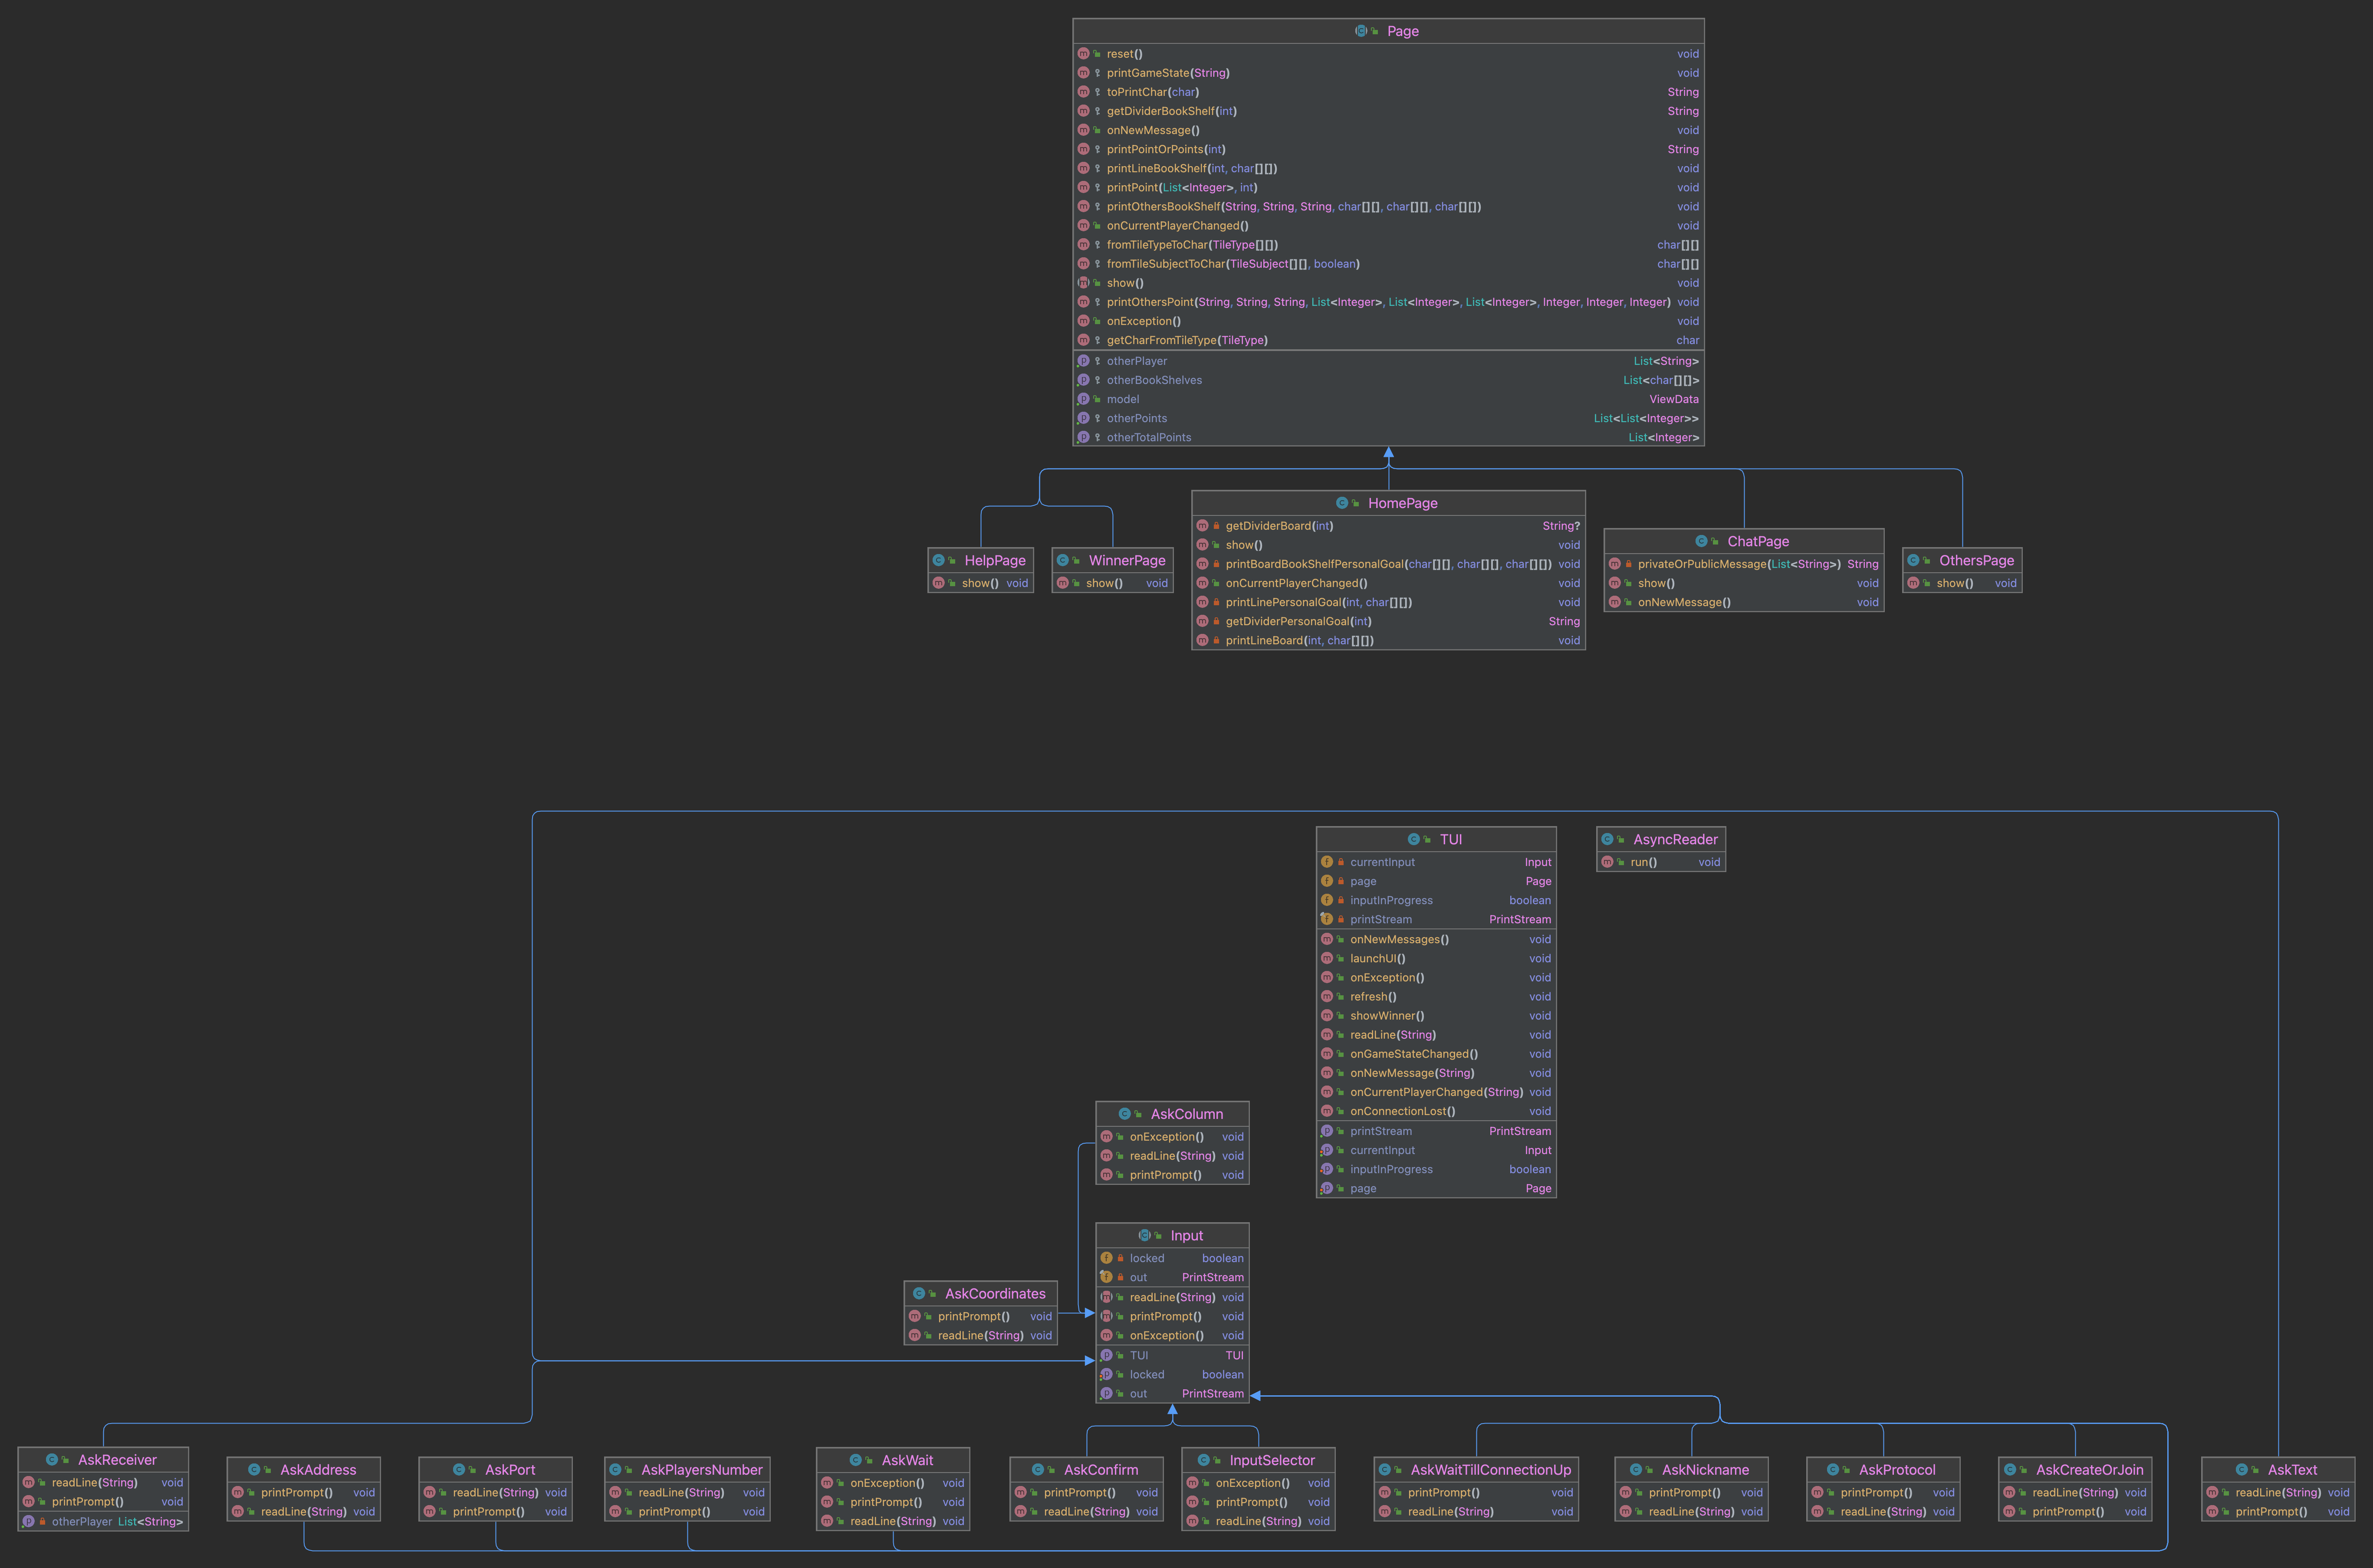 Page
reset() void
printGameState(String) void
toPrintChar(char) String
getDividerBookShelf(int) String
onNewMessage() void
printPointOrPoints(int) String
printLineBookShelf(int, char[][]) void
printPoint(List<Integer>, int) void
printOthersBookShelf(String, String, String, char[][], char[][], char[][]) void
onCurrentPlayerChanged() void
fromTileTypeToChar(TileType[][]) char[][]
fromTileSubjectToChar(TileSubject[][], boolean) char[][]
show() void
printOthersPoint(String, String, String, List<Integer>, List<Integer>, List<Integer>, Integer, Integer, Integer) void
onException() void
getCharFromTileType(TileType) char
otherPlayer List<String>
otherBookShelves List<char[][]>
model ViewData
otherPoints List<List<Integer>>
otherTotalPoints List<Integer>
HelpPage
show() void
WinnerPage
show() void
HomePage
getDividerBoard(int) String?
show() void
printBoardBookShelfPersonalGoal(char[][], char[][], char[][]) void
onCurrentPlayerChanged() void
printLinePersonalGoal(int, char[][]) void
getDividerPersonalGoal(int) String
printLineBoard(int, char[][]) void
ChatPage
privateOrPublicMessage(List<String>) String
show() void
onNewMessage() void
OthersPage
show() void
TUI
currentInput Input
page Page
inputInProgress boolean
printStream PrintStream
onNewMessages() void
launchUI() void
onException() void
refresh() void
showWinner() void
readLine(String) void
onGameStateChanged() void
onNewMessage(String) void
onCurrentPlayerChanged(String) void
onConnectionLost() void
printStream PrintStream
currentInput Input
inputInProgress boolean
page Page
AsyncReader
run() void
AskColumn
onException() void
readLine(String) void
printPrompt() void
Input
locked boolean
out PrintStream
readLine(String) void
printPrompt() void
onException() void
TUI TUI
locked boolean
out PrintStream
AskCoordinates
printPrompt() void
readLine(String) void
AskReceiver
readLine(String) void
printPrompt() void
otherPlayer List<String>
AskAddress
printPrompt() void
readLine(String) void
AskPort
readLine(String) void
printPrompt() void
AskPlayersNumber
readLine(String) void
printPrompt() void
AskWait
onException() void
printPrompt() void
readLine(String) void
AskConfirm
printPrompt() void
readLine(String) void
InputSelector
onException() void
printPrompt() void
readLine(String) void
AskWaitTillConnectionUp
printPrompt() void
readLine(String) void
AskNickname
printPrompt() void
readLine(String) void
AskProtocol
printPrompt() void
readLine(String) void
AskCreateOrJoin
readLine(String) void
printPrompt() void
AskText
readLine(String) void
printPrompt() void